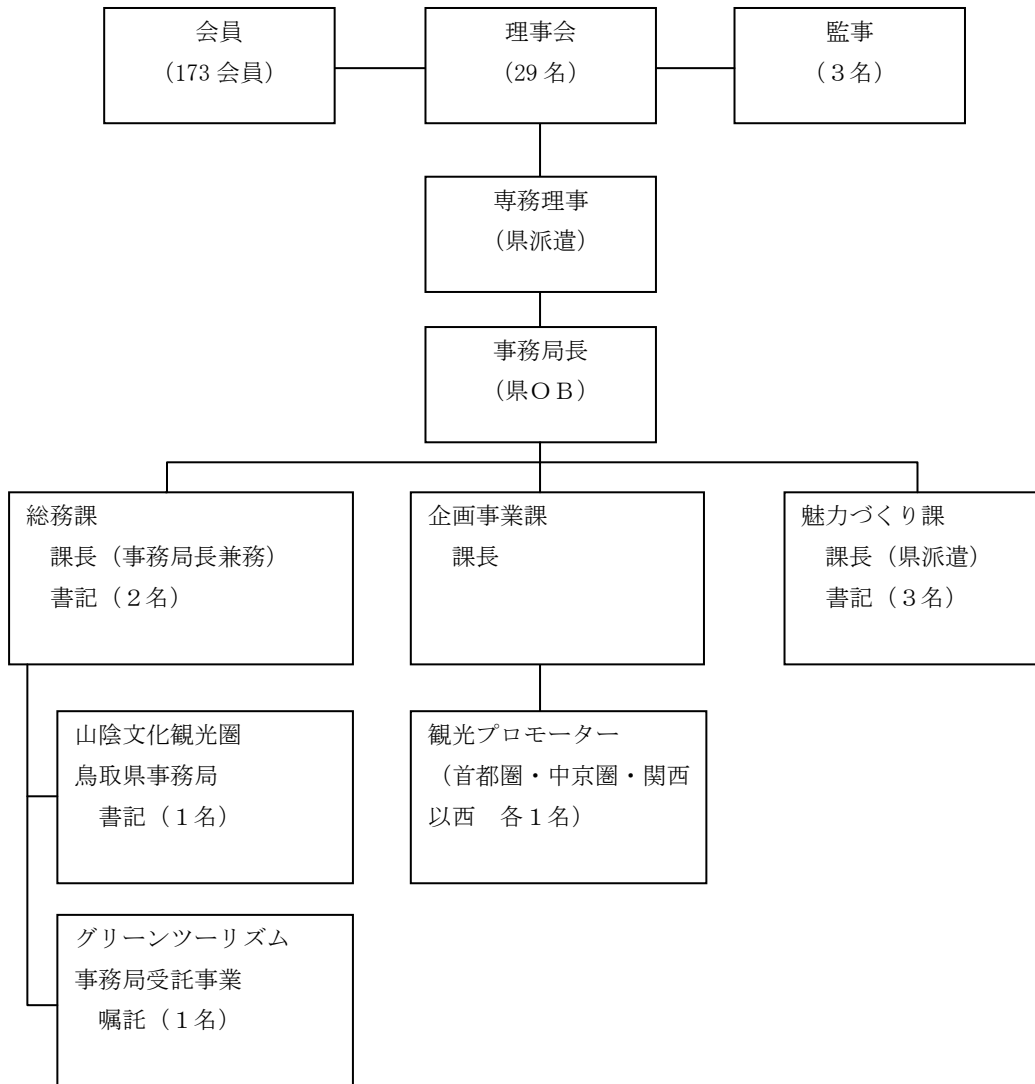 会員
（173 会員）
理事会
（29 名）
監事
（３名）
専務理事
（県派遣）
事務局長
（県ＯＢ）
総務課
課長（事務局長兼務）
書記（２名）
企画事業課
課長
魅力づくり課
課長（県派遣）
書記（３名）
山陰文化観光圏
鳥取県事務局
書記（１名）
観光プロモーター
（首都圏・中京圏・関西
以西　各１名）
グリーンツーリズム
事務局受託事業
嘱託（１名）